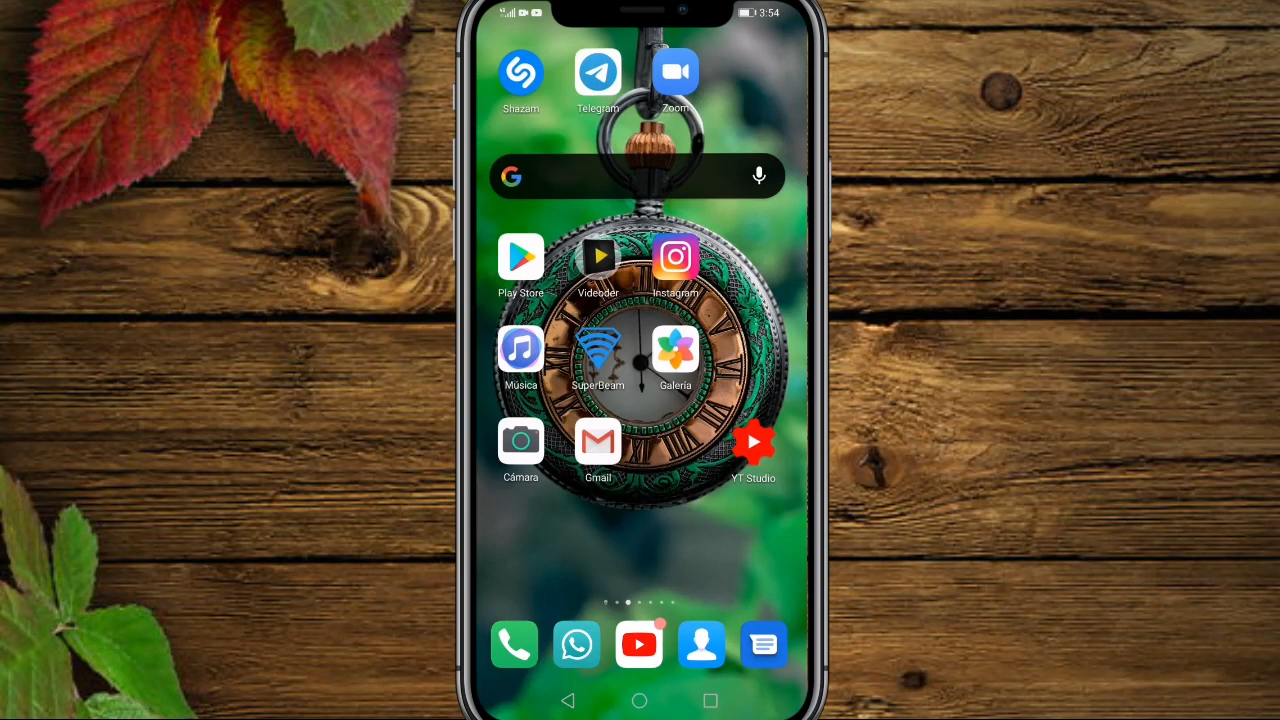 3:54
Shazam
Telegram
Zoom
Play Store
Videoder
Instagram
Música
SuperBeam
Galería
Cámara
Gmail
YT Studio